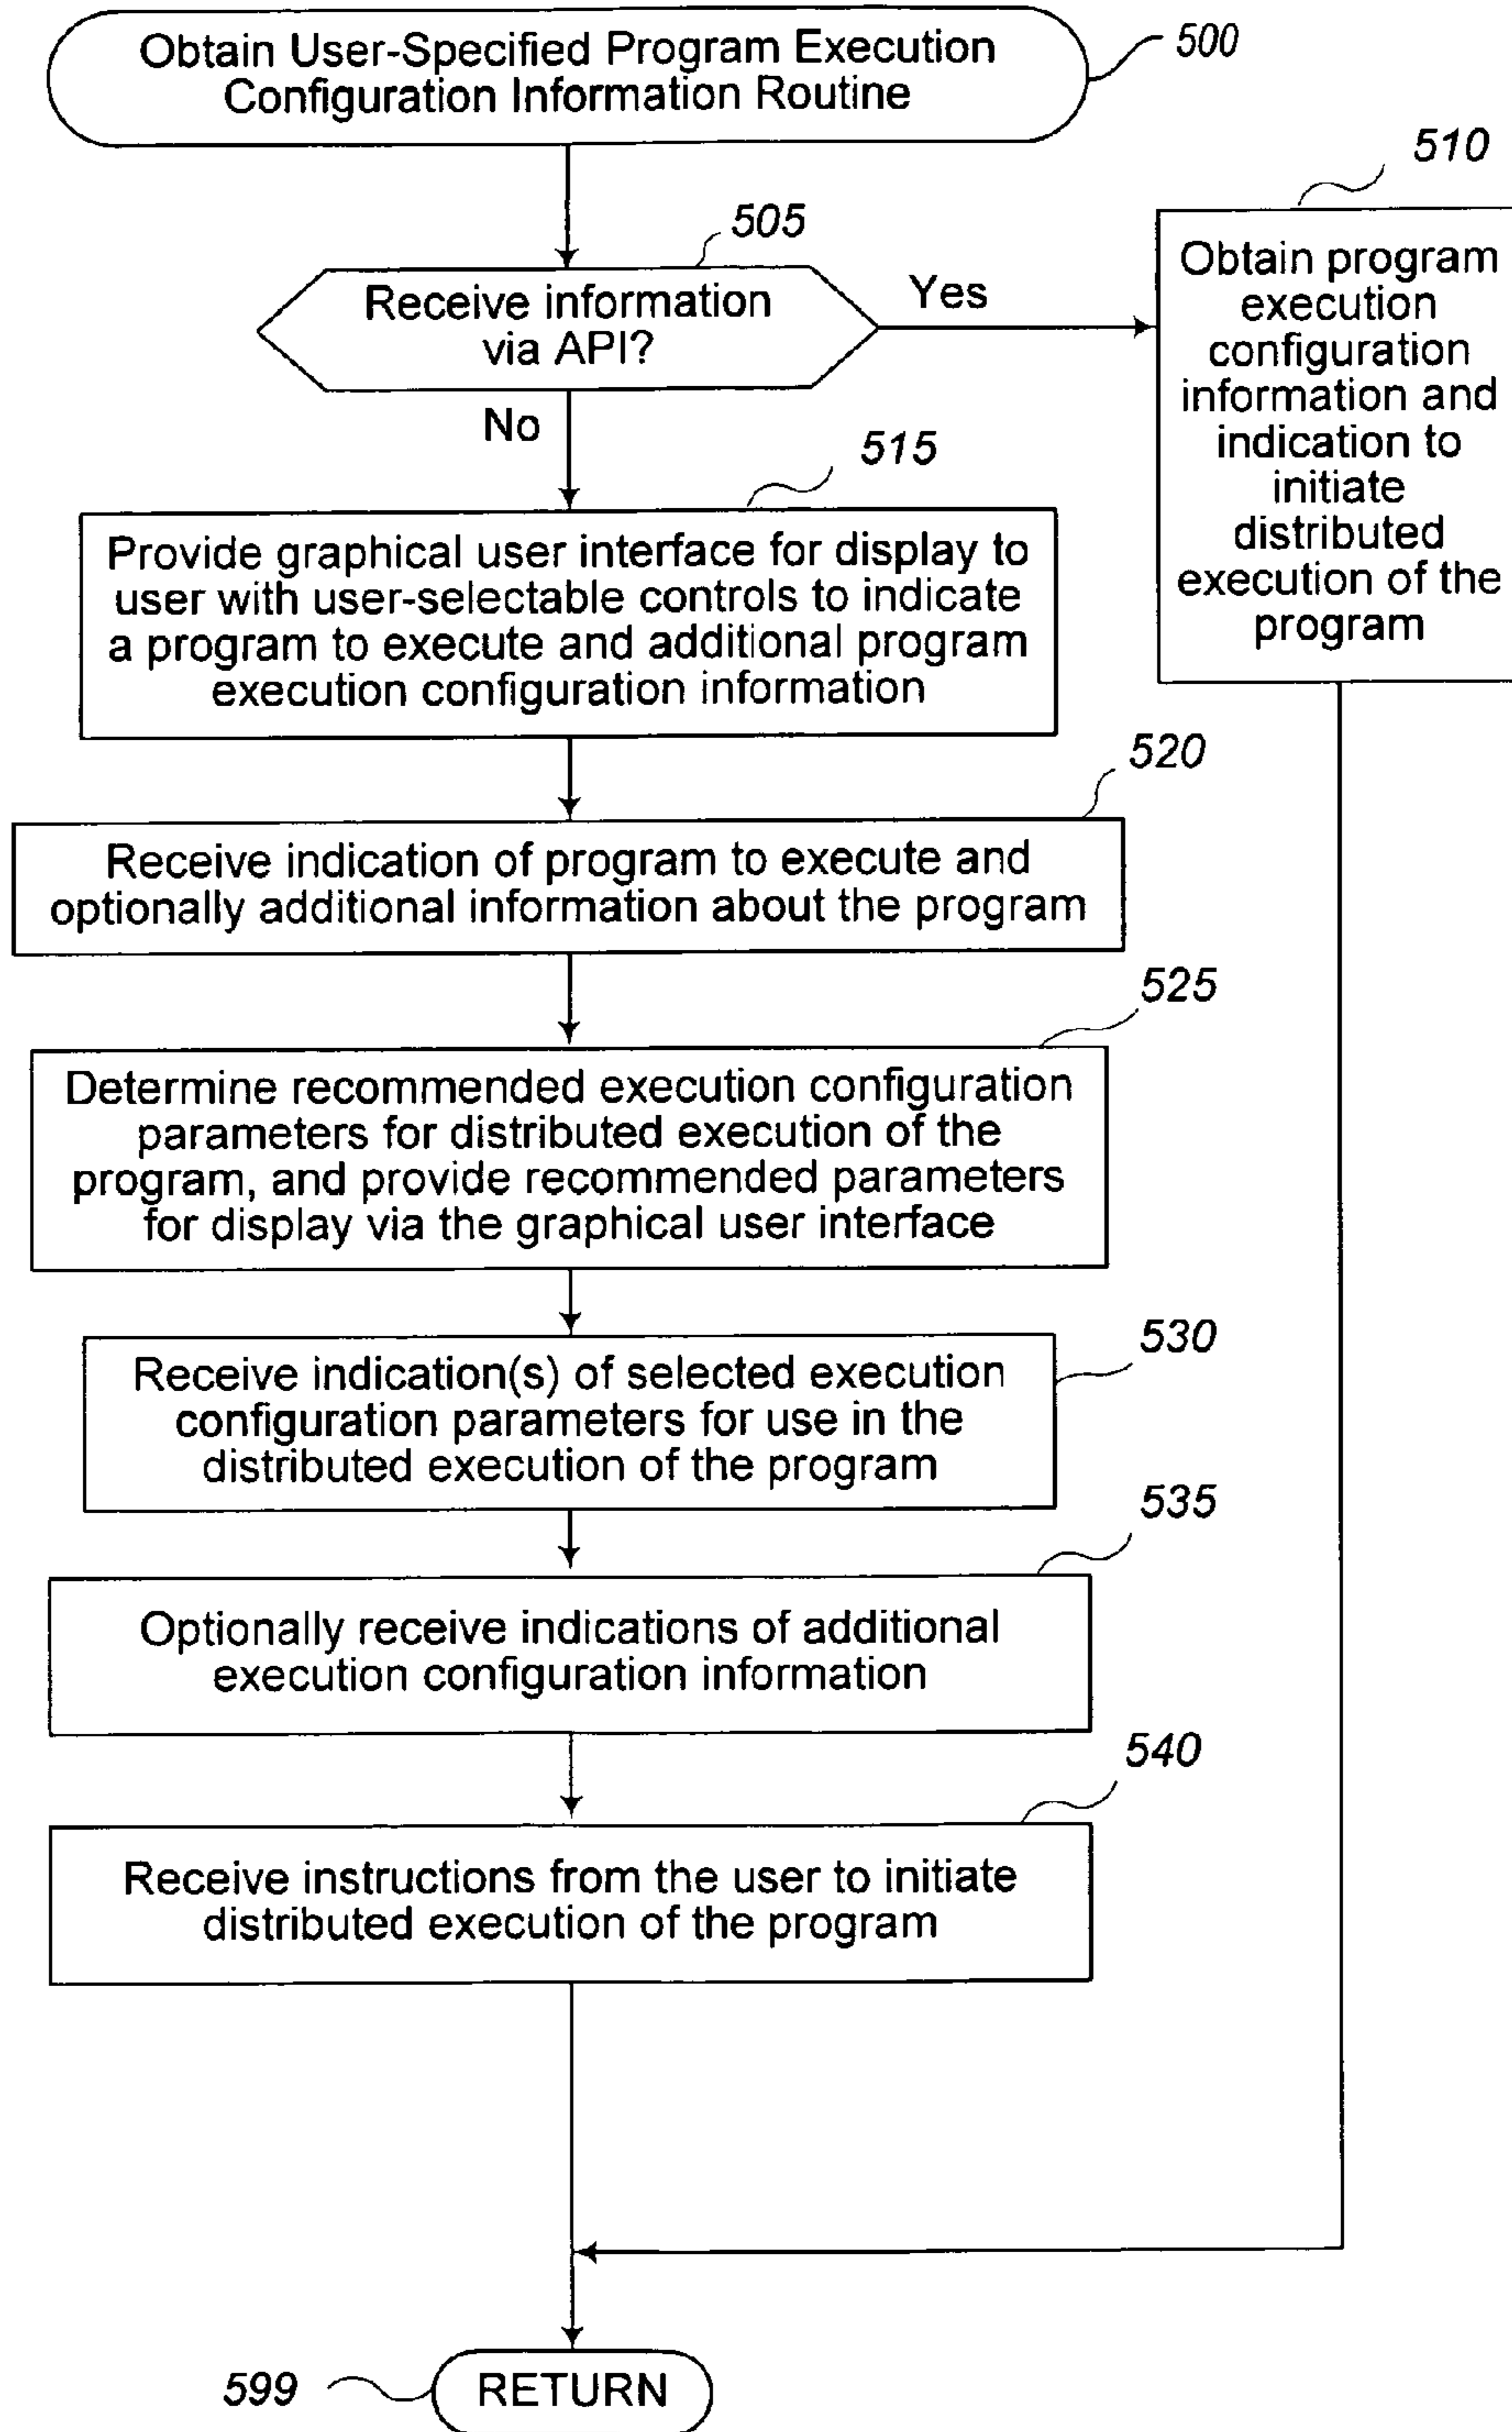 Obtain User-Specified Program Execution
Configuration Information Routine
500
505
Receive information
via API?
Yes
No
510
Obtain program
execution
configuration
information and
indication to
initiate
distributed
execution of the
program
515
Provide graphical user interface for display to
user with user-selectable controls to indicate
a program to execute and additional program
execution configuration information
520
Receive indication of program to execute and
optionally additional information about the program
525
Determine recommended execution configuration
parameters for distributed execution of the
program, and provide recommended parameters
for display via the graphical user interface
530
Receive indication(s) of selected execution
configuration parameters for use in the
distributed execution of the program
535
Optionally receive indications of additional
execution configuration information
540
Receive instructions from the user to initiate
distributed execution of the program
599
RETURN